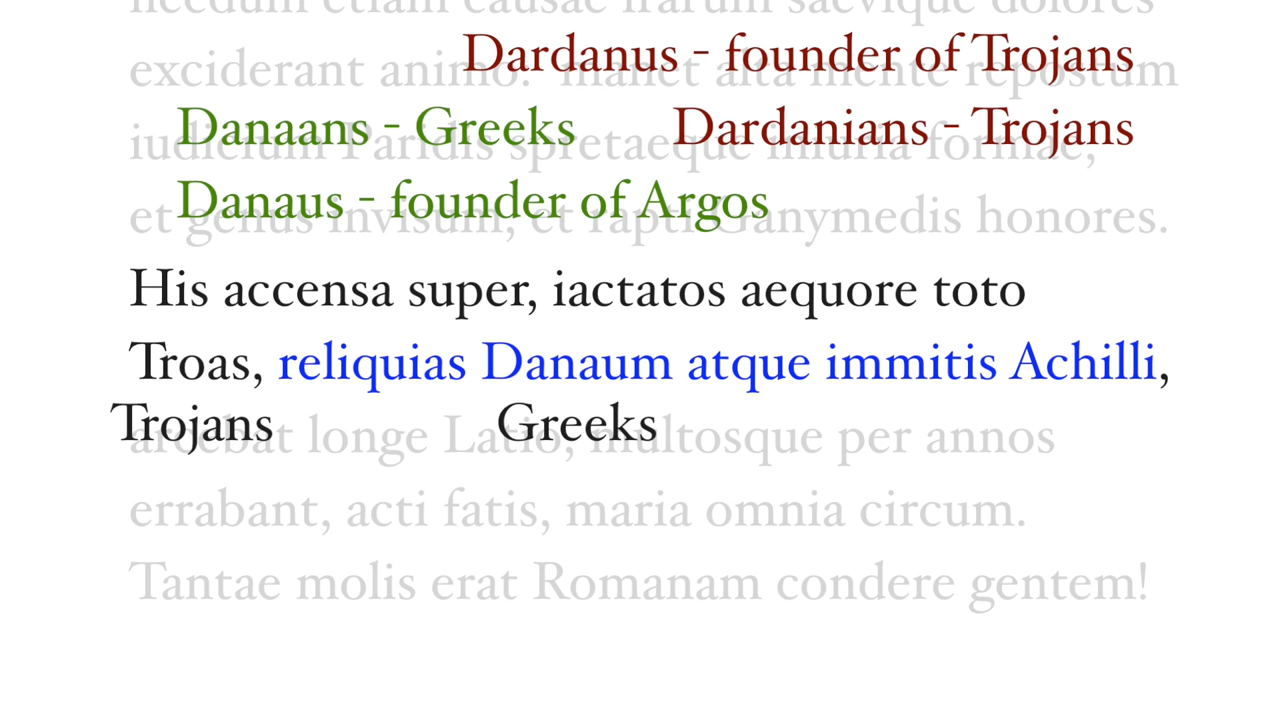 necdum etiam causae irarum saevique dolores
Dardanus - founder of Trojans
exciderant animo: manet alta mente repostum
Danaans - Greeks Dardanians - Trojans
iudicium Paridis spretaeque iniuria formae,
Danaus - founder of Argos
et genus invisum, et rapti Ganymedis honores.
His accensa super, iactatos aequore toto
Troas, reliquias Danaum atque immitis Achilli,
Trojans Greeks
arcebat longe Latio, multosque per annos
errabant, acti fatis, maria omnia circum.
Tantae molis erat Romanam condere gentem!